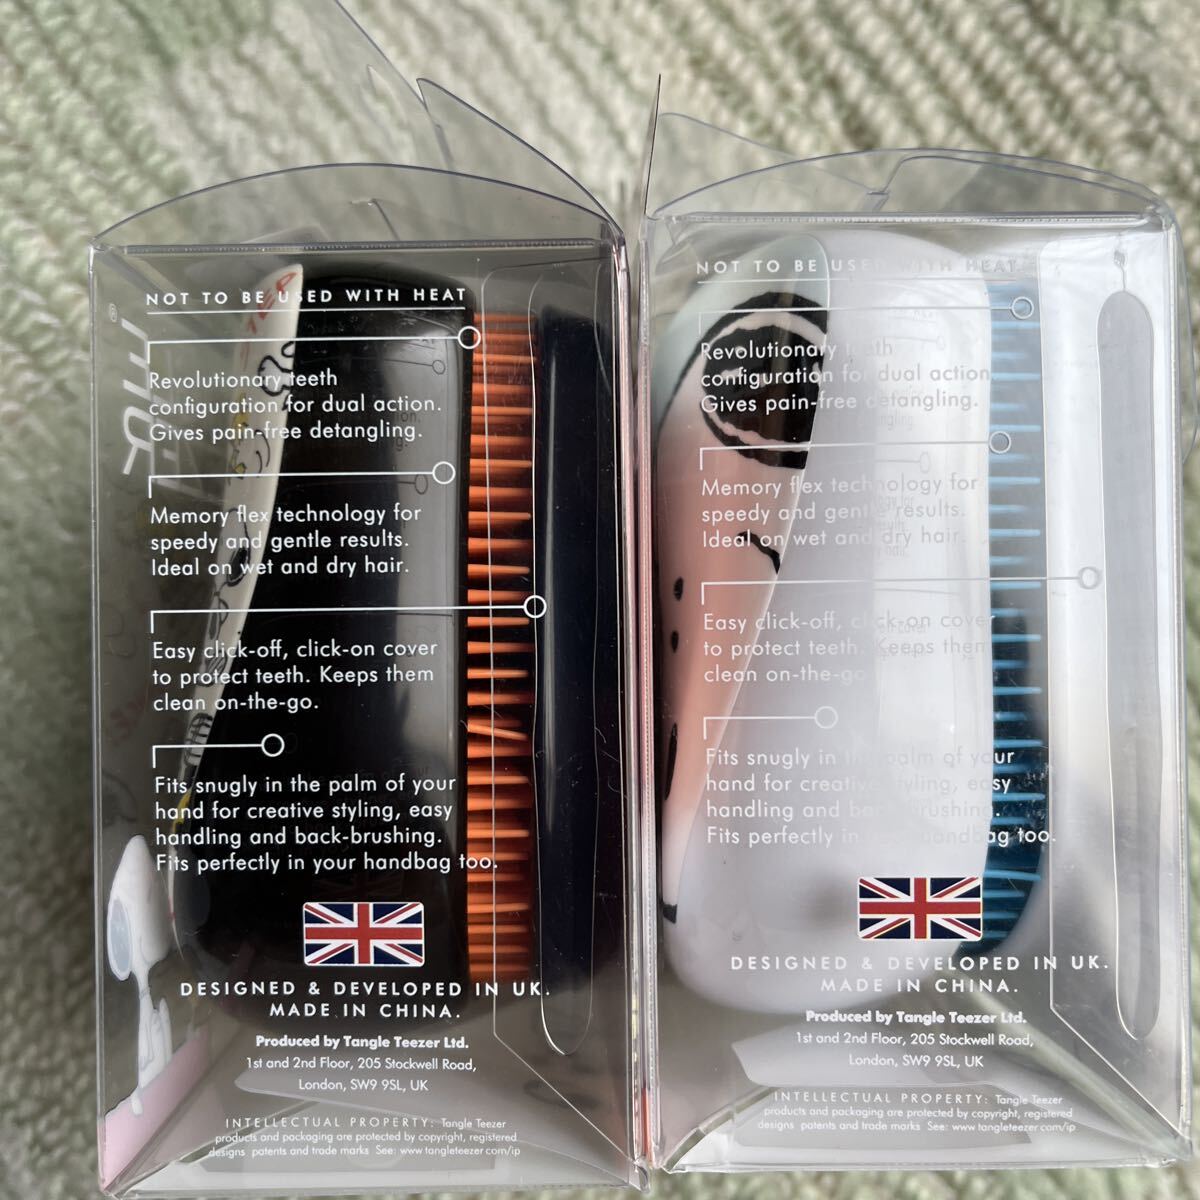 NOT TO BE USED WITH HEAT
Revolutionary teeth
configuration for dual action.
Gives pain-free detangling.
Memory flex technology for
speedy and gentle results.
Ideal on wet and dry hair.
Easy click-off, click-on cover
to protect teeth. Keeps them
clean on-the-go.
Fits snugly in the palm of your
hand for creative styling, easy
handling and back-brushing.
Fits perfectly in your handbag too.
DESIGNED & DEVELOPED IN UK.
MADE IN CHINA.
Produced by Tangle Teezer Ltd.
1st and 2nd Floor, 205 Stockwell Road,
London, SW9 9SL, UK
INTELLECTUAL PROPERTY: Tangle Teezer
products and packaging are protected by copyright, registered
designs patents and trade marks See: www.tangleteezer.com/ip
NOT TO BE USED WITH HEAT
Revolutionary teeth
configuration for dual action
Gives pain-free detangling.
Memory flex technology for
speedy and gentle results.
Ideal on wet and dry hair.
Easy click-off, click-on cover
to protect teeth. Keeps them
clean on-the-go
Fits snugly in the palm of your
hand for creative styling, easy
handling and back-brushing.
Fits perfectly in your handbag too.
DESIGNED & DEVELOPED IN UK.
MADE IN CHINA.
Produced by Tangle Teezer Ltd.
1st and 2nd Floor, 205 Stockwell Road,
London, SW9 9SL, UK
INTELLECTUAL PROPERTY: Tangle Teezer
products and packaging are protected by copyright, registered
designs patents and trade marks See: www.tangleteezer.com/ip